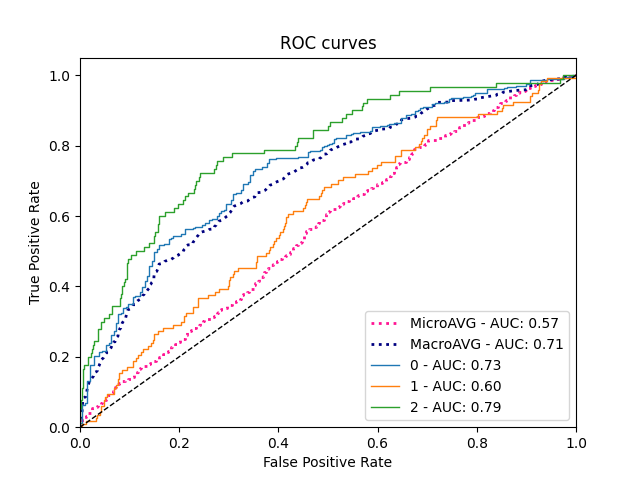 ROC curves
True Positive Rate
1.0
0.8
0.6
0.4
0.2
0.0
MicroAVG - AUC: 0.57
MacroAVG - AUC: 0.71
0 - AUC: 0.73
1 - AUC: 0.60
2 - AUC: 0.79
0.0 0.2 0.4 0.6 0.8 1.0
False Positive Rate